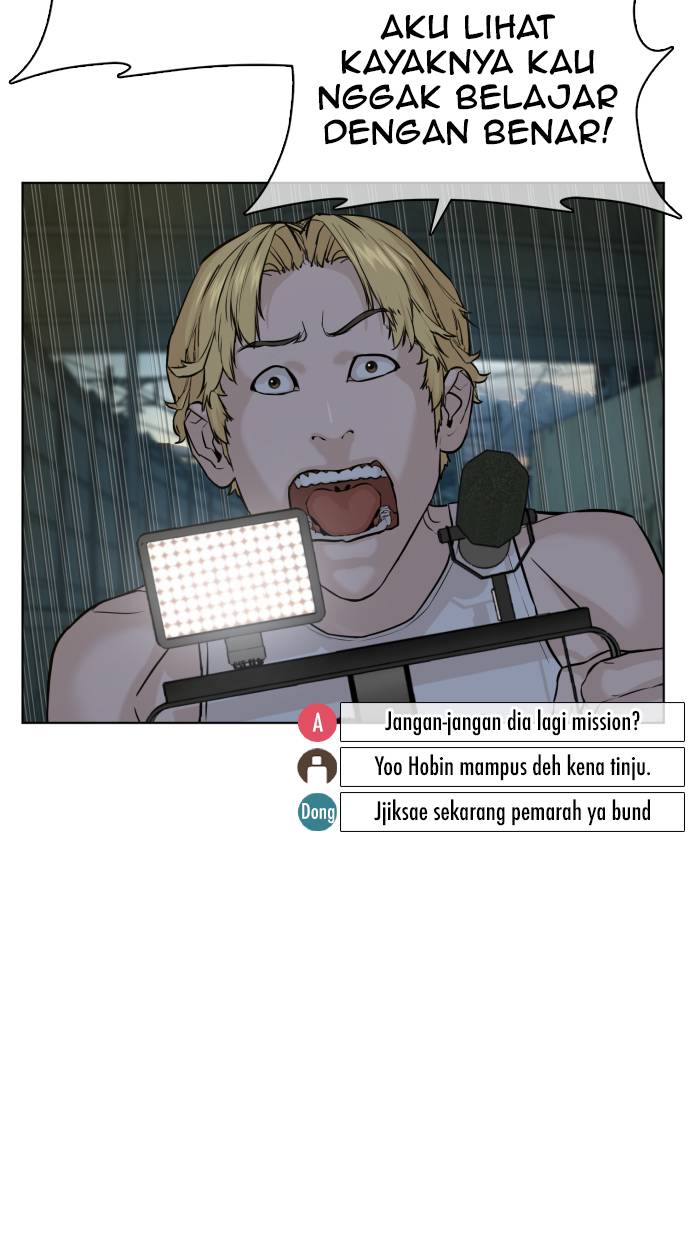 AKU LIHAT
KAYAKNYA KAU
NGGAK BELAJAR
DENGAN BENAR!
A
Jangan-jangan dia lagi mission?
Yoo Hobin mampus deh kena tinju.
Dong
Jjiksae sekarang pemarah ya bund